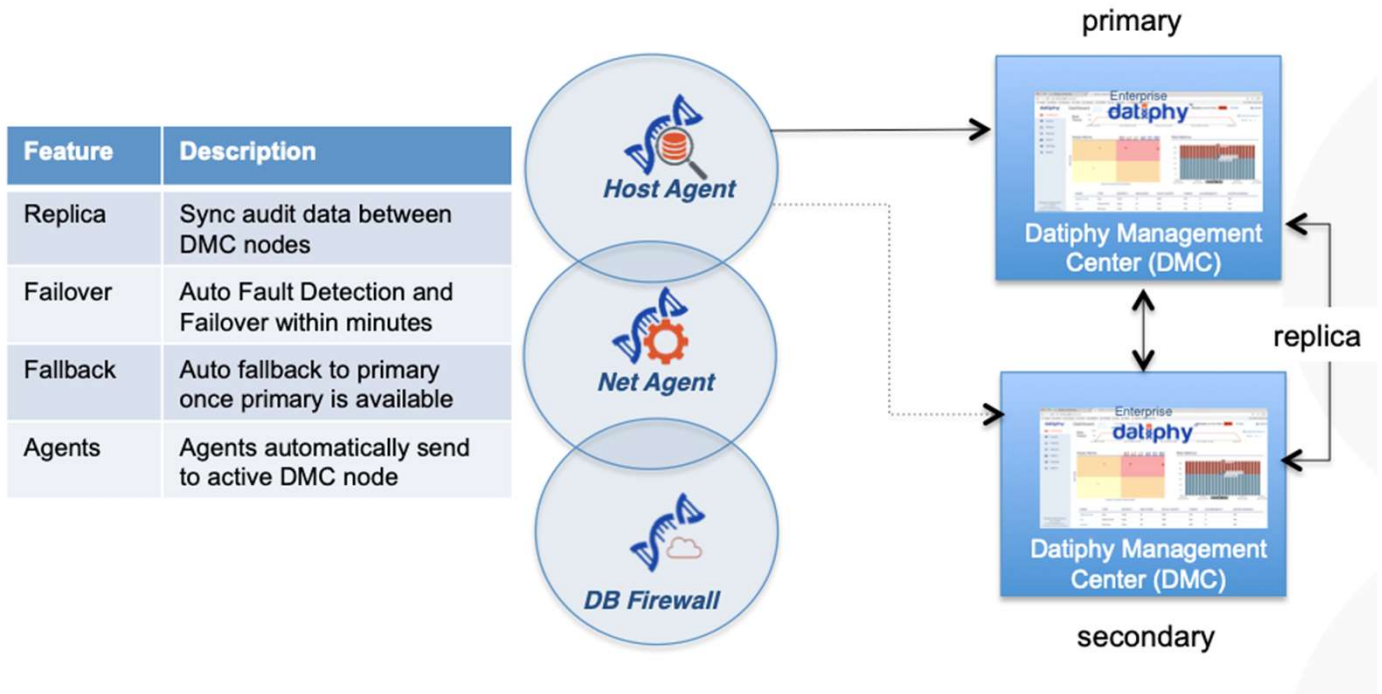 Feature Description
Replica Sync audit data between
DMC nodes
Failover Auto Fault Detection and
Failover within minutes
Fallback Auto fallback to primary
once primary is available
Agents Agents automatically send
to active DMC node
Host Agent
Net Agent
DB Firewall
primary
Enterprise
datiphy
Datiphy Management
Center (DMC)
replica
Enterprise
datiphy
Datiphy Management
Center (DMC)
secondary